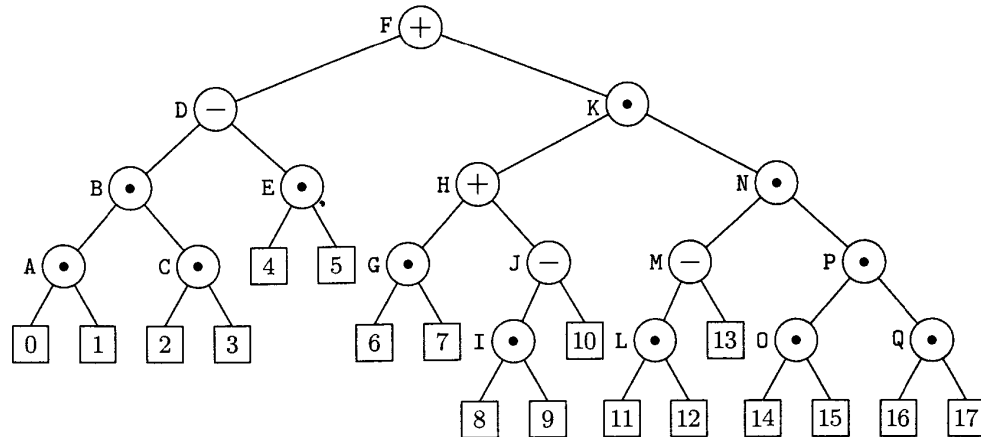 F +
D − K •
B • E • H + N •
A • C • 4 5 G • J − M − P •
0 1 2 3 6 7 I • 10 L • 13 O • Q •
8 9 11 12 14 15 16 17